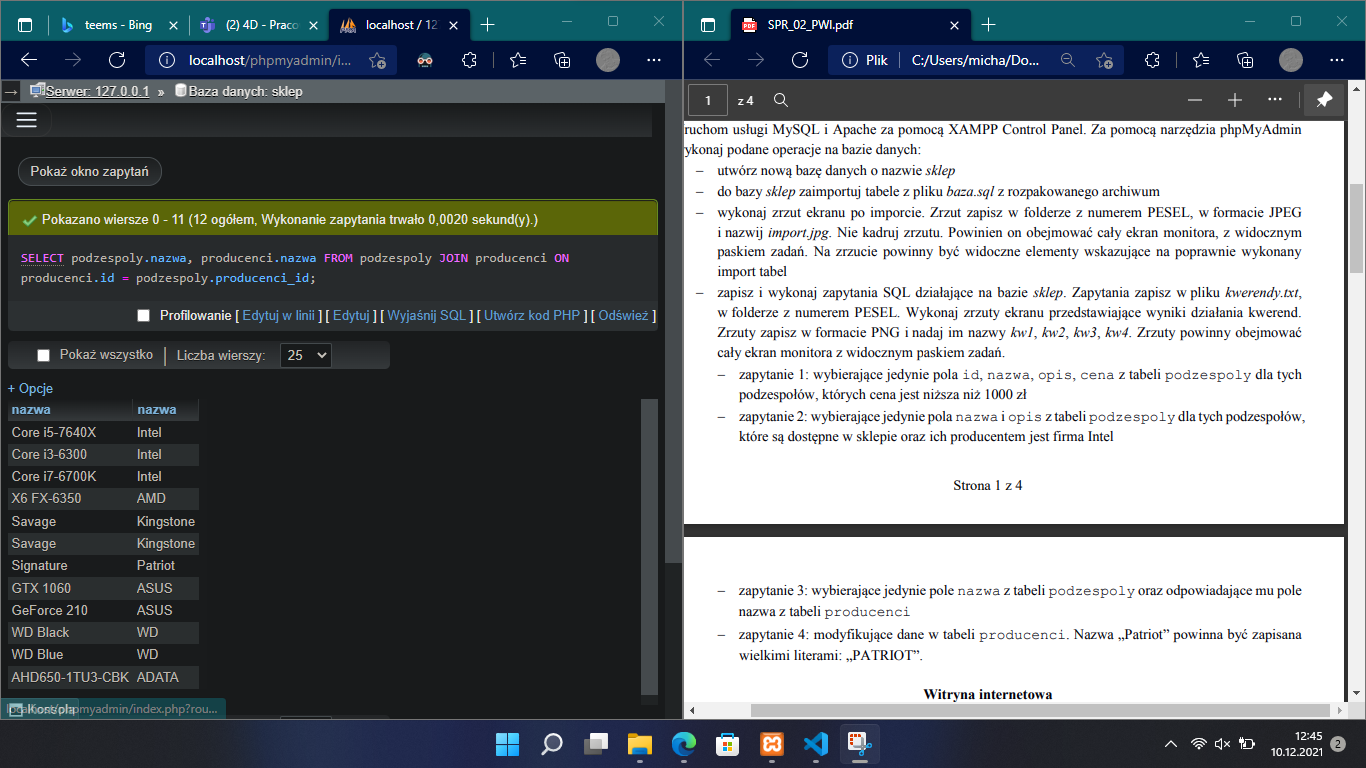 teems - Bing
(2) 4D - Praco
localhost / 12
localhost/phpmyadmin/i...
→ Serwer: 127.0.0.1 » Baza danych: sklep
Pokaż okno zapytań
Pokazano wiersze 0 - 11 (12 ogółem, Wykonanie zapytania trwało 0,0020 sekund(y).)
SELECT podzespoly.nazwa, producenci.nazwa FROM podzespoly JOIN producenci ON
producenci.id = podzespoly.producenci_id;
Profilowanie [ Edytuj w linii ] [ Edytuj ] [ Wyjaśnij SQL ] [ Utwórz kod PHP ] [ Odśwież ]
Pokaż wszystko | Liczba wierszy: 25
+ Opcje
nazwa nazwa
Core i5-7640X Intel
Core i3-6300 Intel
Core i7-6700K Intel
X6 FX-6350 AMD
Savage Kingstone
Savage Kingstone
Signature Patriot
GTX 1060 ASUS
GeForce 210 ASUS
WD Black WD
WD Blue WD
AHD650-1TU3-CBK ADATA
localhost/phpmyadmin/index.php?rou...
Konsola
SPR_02_PWI.pdf
Plik C:/Users/micha/Do...
1 z 4
ruchom usługi MySQL i Apache za pomocą XAMPP Control Panel. Za pomocą narzędzia phpMyAdmin
ykonaj podane operacje na bazie danych:
– utwórz nową bazę danych o nazwie sklep
– do bazy sklep zaimportuj tabele z pliku baza.sql z rozpakowanego archiwum
– wykonaj zrzut ekranu po imporcie. Zrzut zapisz w folderze z numerem PESEL, w formacie JPEG
i nazwij import.jpg. Nie kadruj zrzutu. Powinien on obejmować cały ekran monitora, z widocznym
paskiem zadań. Na zrzucie powinny być widoczne elementy wskazujące na poprawnie wykonany
import tabel
– zapisz i wykonaj zapytania SQL działające na bazie sklep. Zapytania zapisz w pliku kwerendy.txt,
w folderze z numerem PESEL. Wykonaj zrzuty ekranu przedstawiające wyniki działania kwerend.
Zrzuty zapisz w formacie PNG i nadaj im nazwy kw1, kw2, kw3, kw4. Zrzuty powinny obejmować
cały ekran monitora z widocznym paskiem zadań.
– zapytanie 1: wybierające jedynie pola id, nazwa, opis, cena z tabeli podzespoly dla tych
podzespołów, których cena jest niższa niż 1000 zł
– zapytanie 2: wybierające jedynie pola nazwa i opis z tabeli podzespoly dla tych podzespołów,
które są dostępne w sklepie oraz ich producentem jest firma Intel
Strona 1 z 4
– zapytanie 3: wybierające jedynie pole nazwa z tabeli podzespoly oraz odpowiadające mu pole
nazwa z tabeli producenci
– zapytanie 4: modyfikujące dane w tabeli producenci. Nazwa „Patriot” powinna być zapisana
wielkimi literami: „PATRIOT”.
Witryna internetowa
12:45
10.12.2021
2